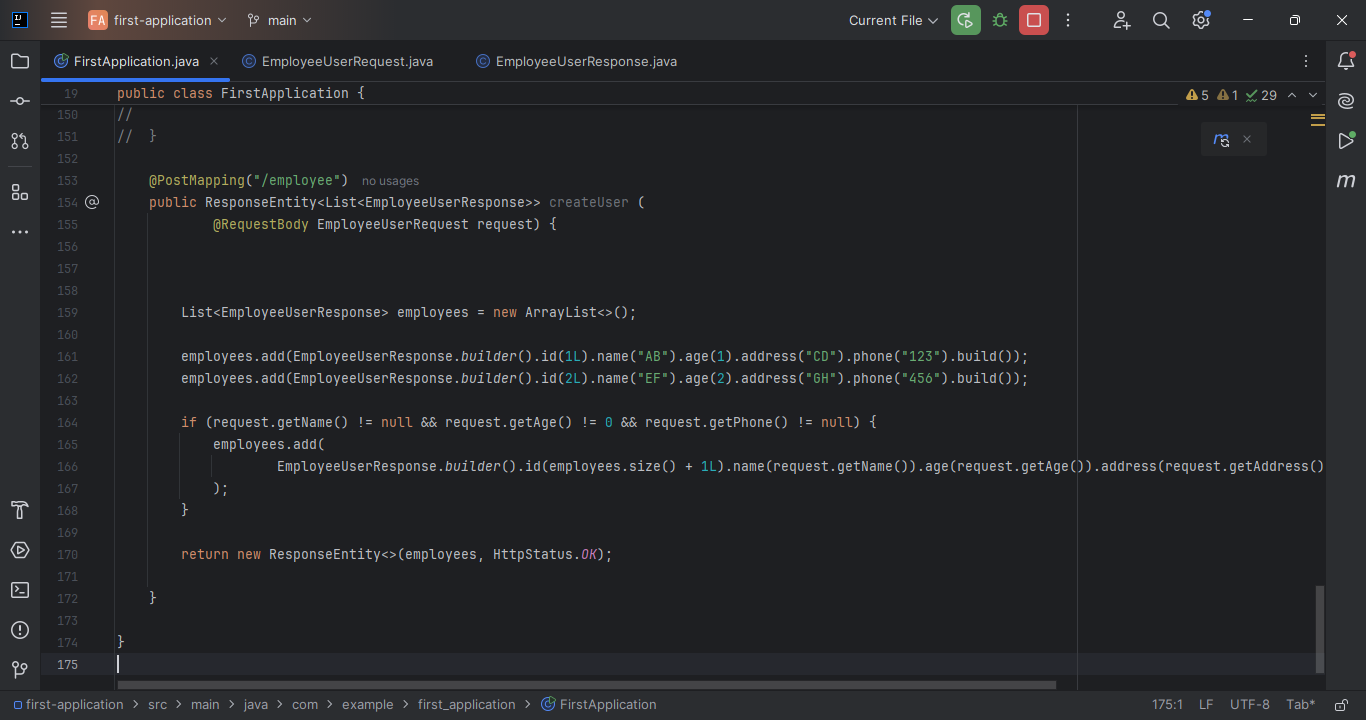 FA first-application main Current File
FirstApplication.java EmployeeUserRequest.java EmployeeUserResponse.java
19 public class FirstApplication { 5 1 29
150 //
151 // }
152
153 @PostMapping("/employee") no usages
154 public ResponseEntity<List<EmployeeUserResponse>> createUser (
155 @RequestBody EmployeeUserRequest request) {
156
157
158
159 List<EmployeeUserResponse> employees = new ArrayList<>();
160
161 employees.add(EmployeeUserResponse.builder().id(1L).name("AB").age(1).address("CD").phone("123").build());
162 employees.add(EmployeeUserResponse.builder().id(2L).name("EF").age(2).address("GH").phone("456").build());
163
164 if (request.getName() != null && request.getAge() != 0 && request.getPhone() != null) {
165 employees.add(
166 EmployeeUserResponse.builder().id(employees.size() + 1L).name(request.getName()).age(request.getAge()).address(request.getAddress()
167 );
168 }
169
170 return new ResponseEntity<>(employees, HttpStatus.OK);
171
172 }
173
174 }
175
first-application > src > main > java > com > example > first_application > FirstApplication 175:1 LF UTF-8 Tab*